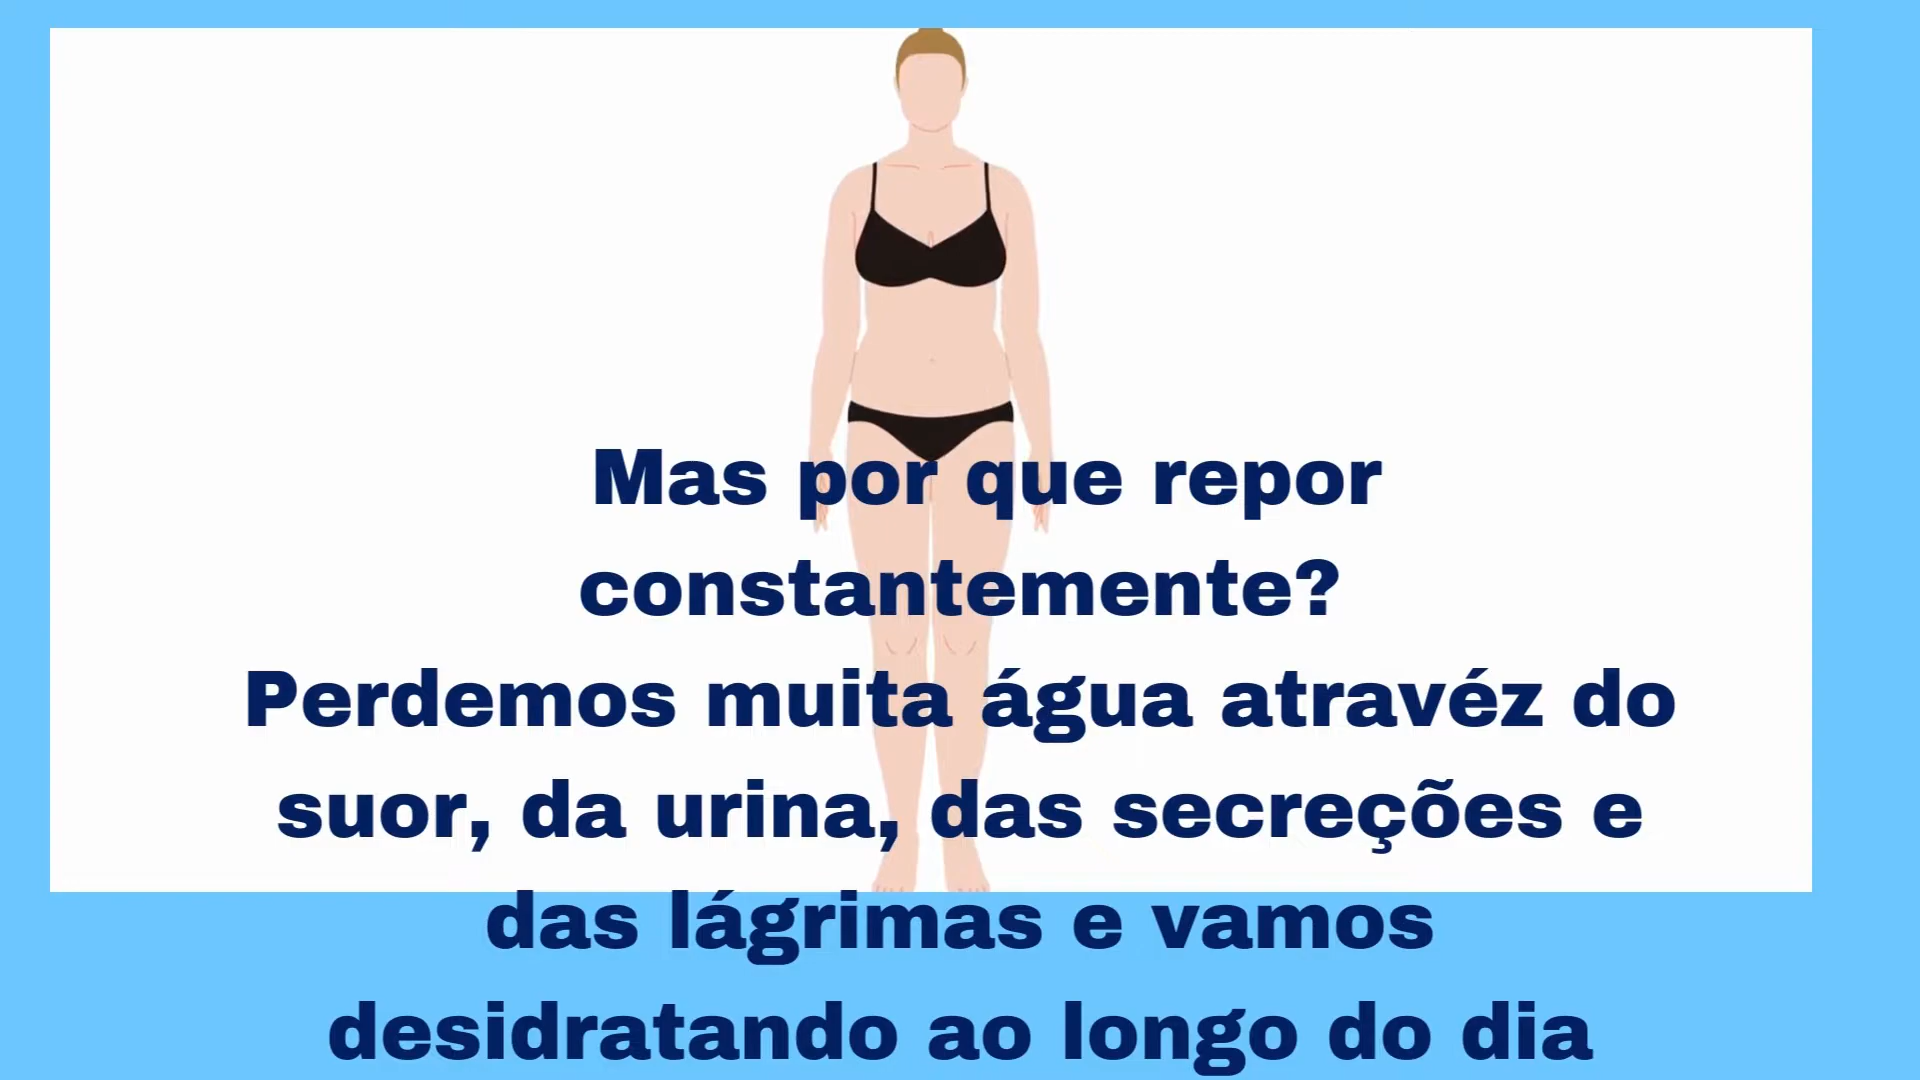 Mas por que repor
constantemente?
Perdemos muita água atravéz do
suor, da urina, das secreções e
das lágrimas e vamos
desidratando ao longo do dia